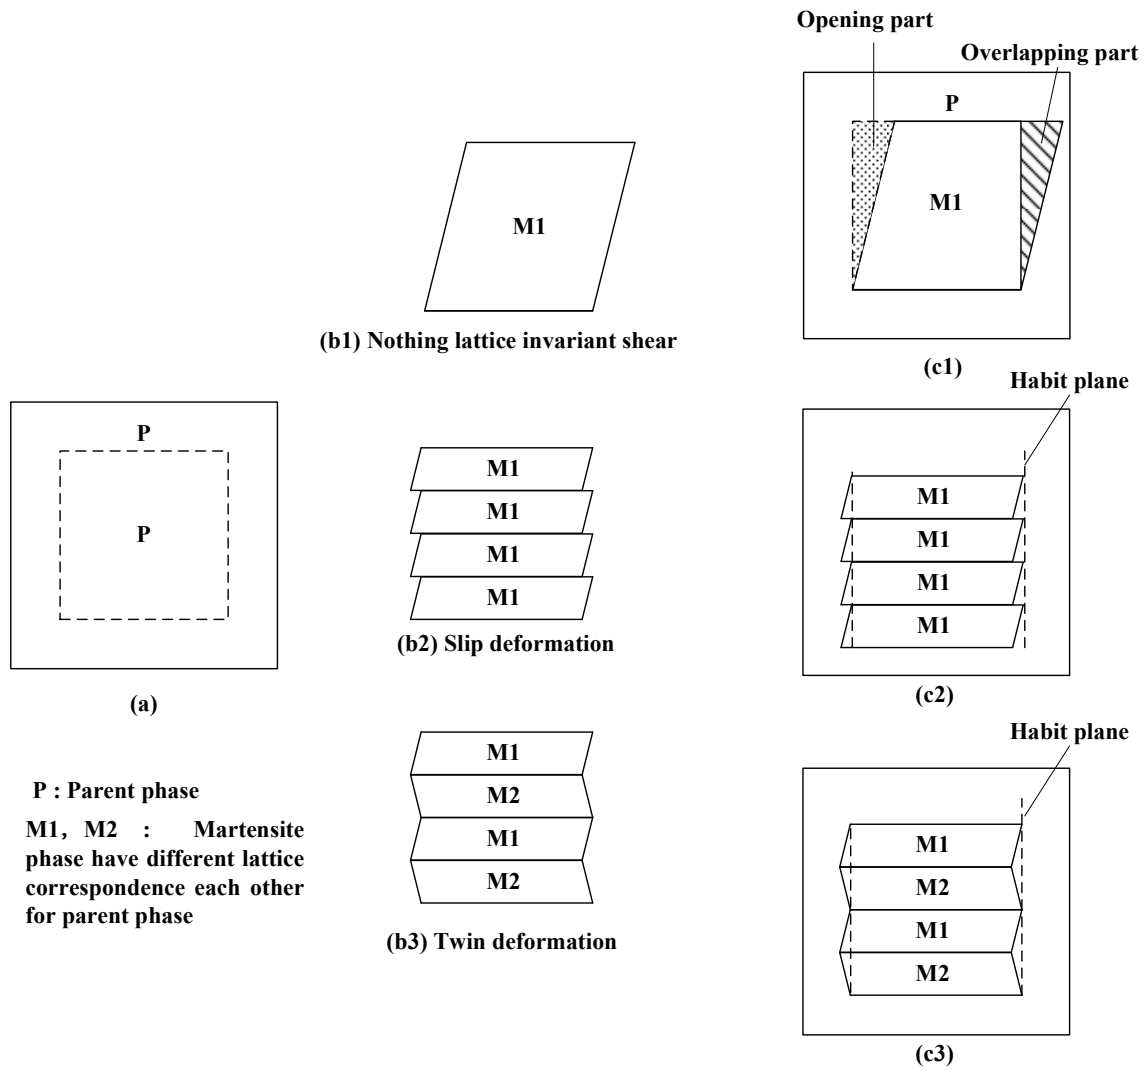 Opening part
Overlapping part
P
M1
M1
(b1) Nothing lattice invariant shear
(c1)
Habit plane
P
P
(a)
M1
M1
M1
M1
(b2) Slip deformation
M1
M1
M1
M1
(c2)
Habit plane
P : Parent phase
M1, M2 : Martensite
phase have different lattice
correspondence each other
for parent phase
M1
M2
M1
M2
(b3) Twin deformation
M1
M2
M1
M2
(c3)